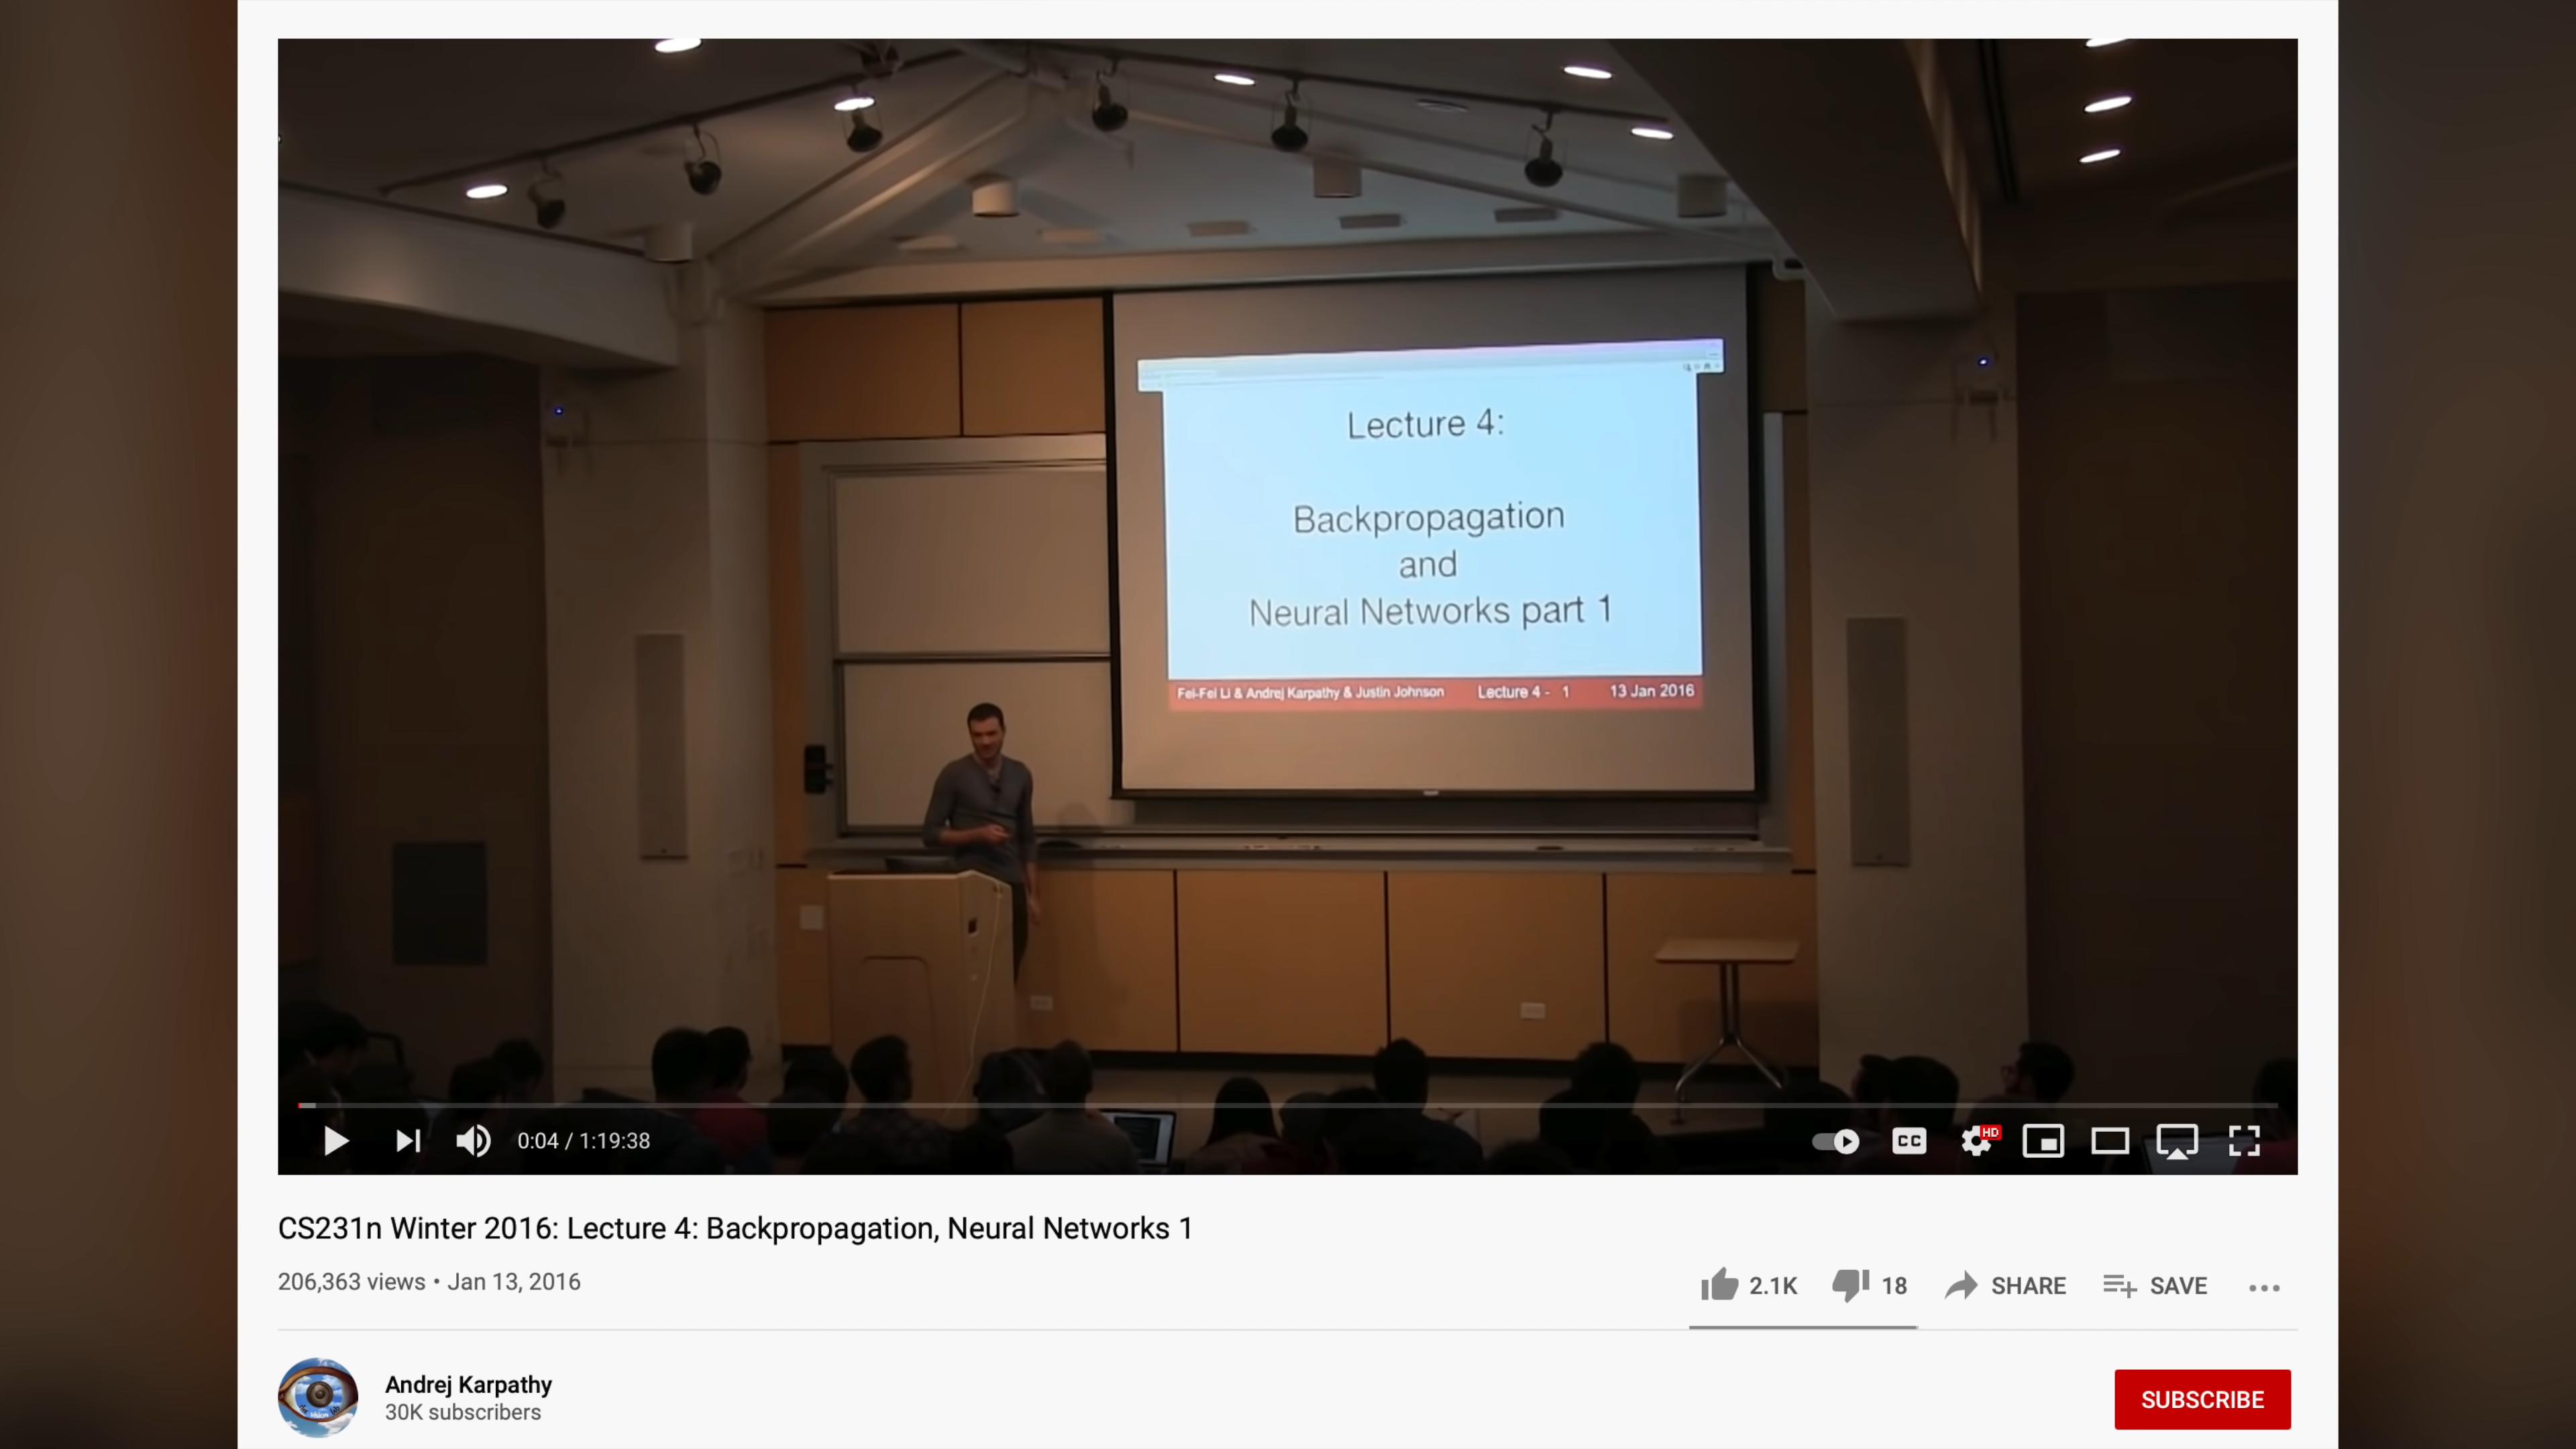 Lecture 4:
Backpropagation
and
Neural Networks part 1
Fei-Fei Li & Andrej Karpathy & Justin Johnson Lecture 4 - 1 13 Jan 2016
0:04 / 1:19:38
CC
HD
CS231n Winter 2016: Lecture 4: Backpropagation, Neural Networks 1
206,363 views • Jan 13, 2016
2.1K
18
SHARE
SAVE
Andrej Karpathy
30K subscribers
SUBSCRIBE